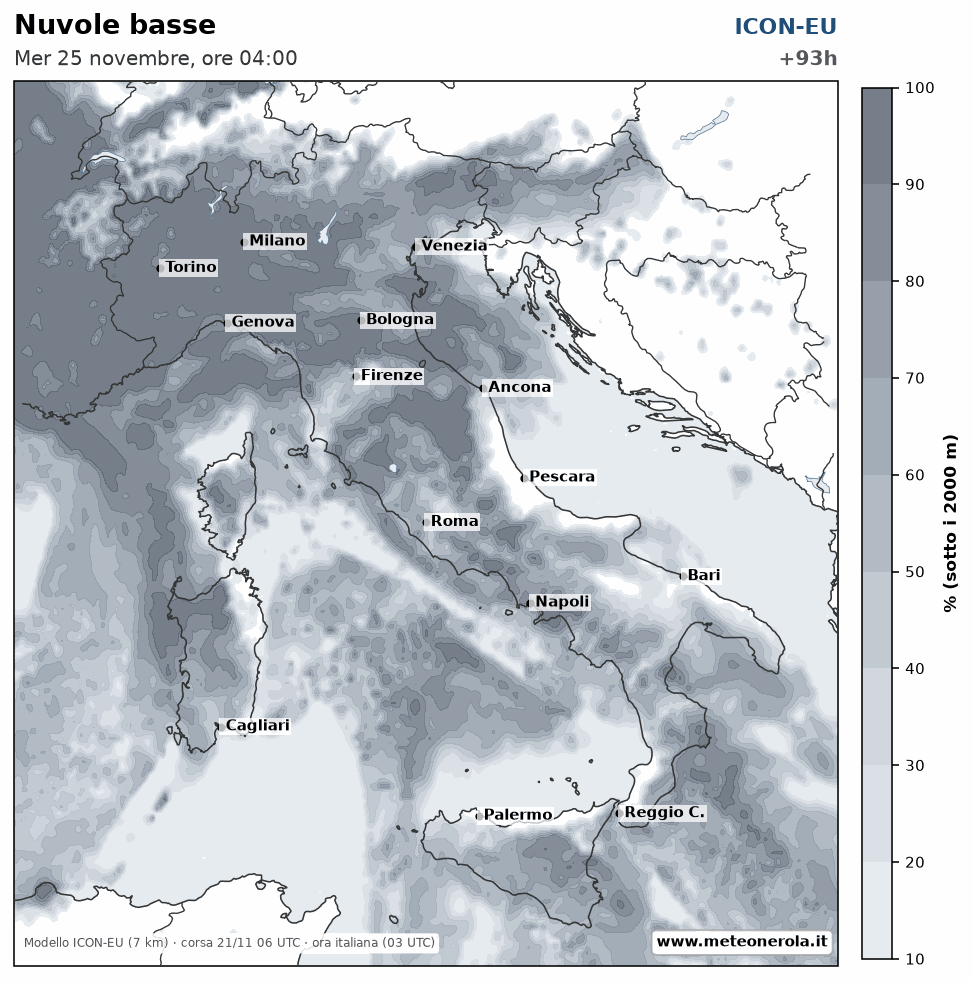 Nuvole basse
ICON-EU
Mer 25 novembre, ore 04:00
+93h
100
90
80
70
60
50
40
30
20
10
% (sotto i 2000 m)
Milano
Venezia
Torino
Genova
Bologna
Firenze
Ancona
Pescara
Roma
Bari
Napoli
Cagliari
Palermo
Reggio C.
Modello ICON-EU (7 km) · corsa 21/11 06 UTC · ora italiana (03 UTC)
www.meteonerola.it